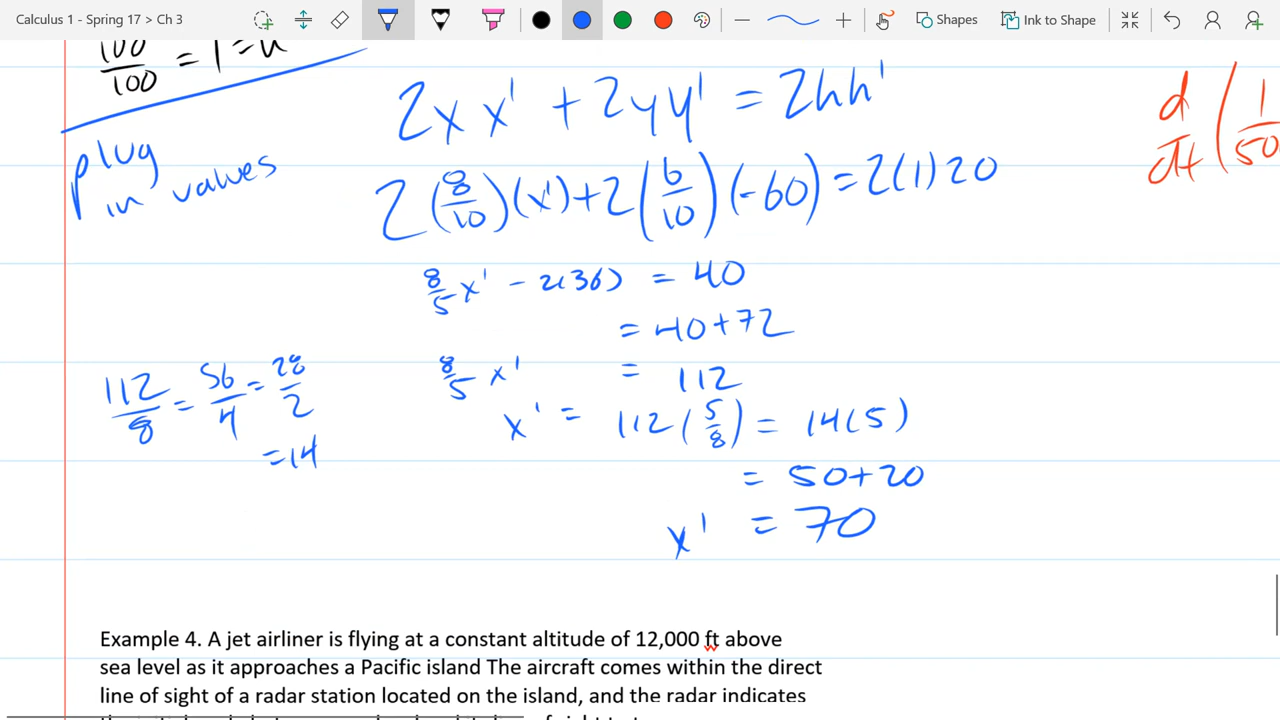 Calculus 1 - Spring 17 > Ch 3
Shapes
Ink to Shape
100/100 = 1 = h
2xx' + 2yy' = 2hh'
d/dt (1/50
plug in values
2(8/10)(x') + 2(6/10)(-60) = 2(1)20
8/5 x' - 2(36) = 40
= 40+72
8/5 x' = 112
112/8 = 56/4 = 28/2
= 14
x' = 112(5/8) = 14(5)
= 50+20
x' = 70
Example 4. A jet airliner is flying at a constant altitude of 12,000 ft above
sea level as it approaches a Pacific island The aircraft comes within the direct
line of sight of a radar station located on the island, and the radar indicates